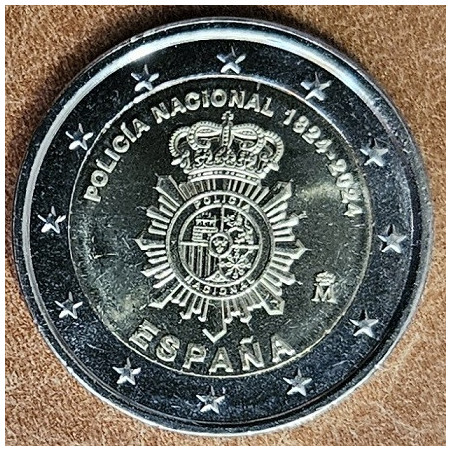 POLICÍA NACIONAL 1824-2024
POLICIA
NACIONAL
M
ESPAÑA